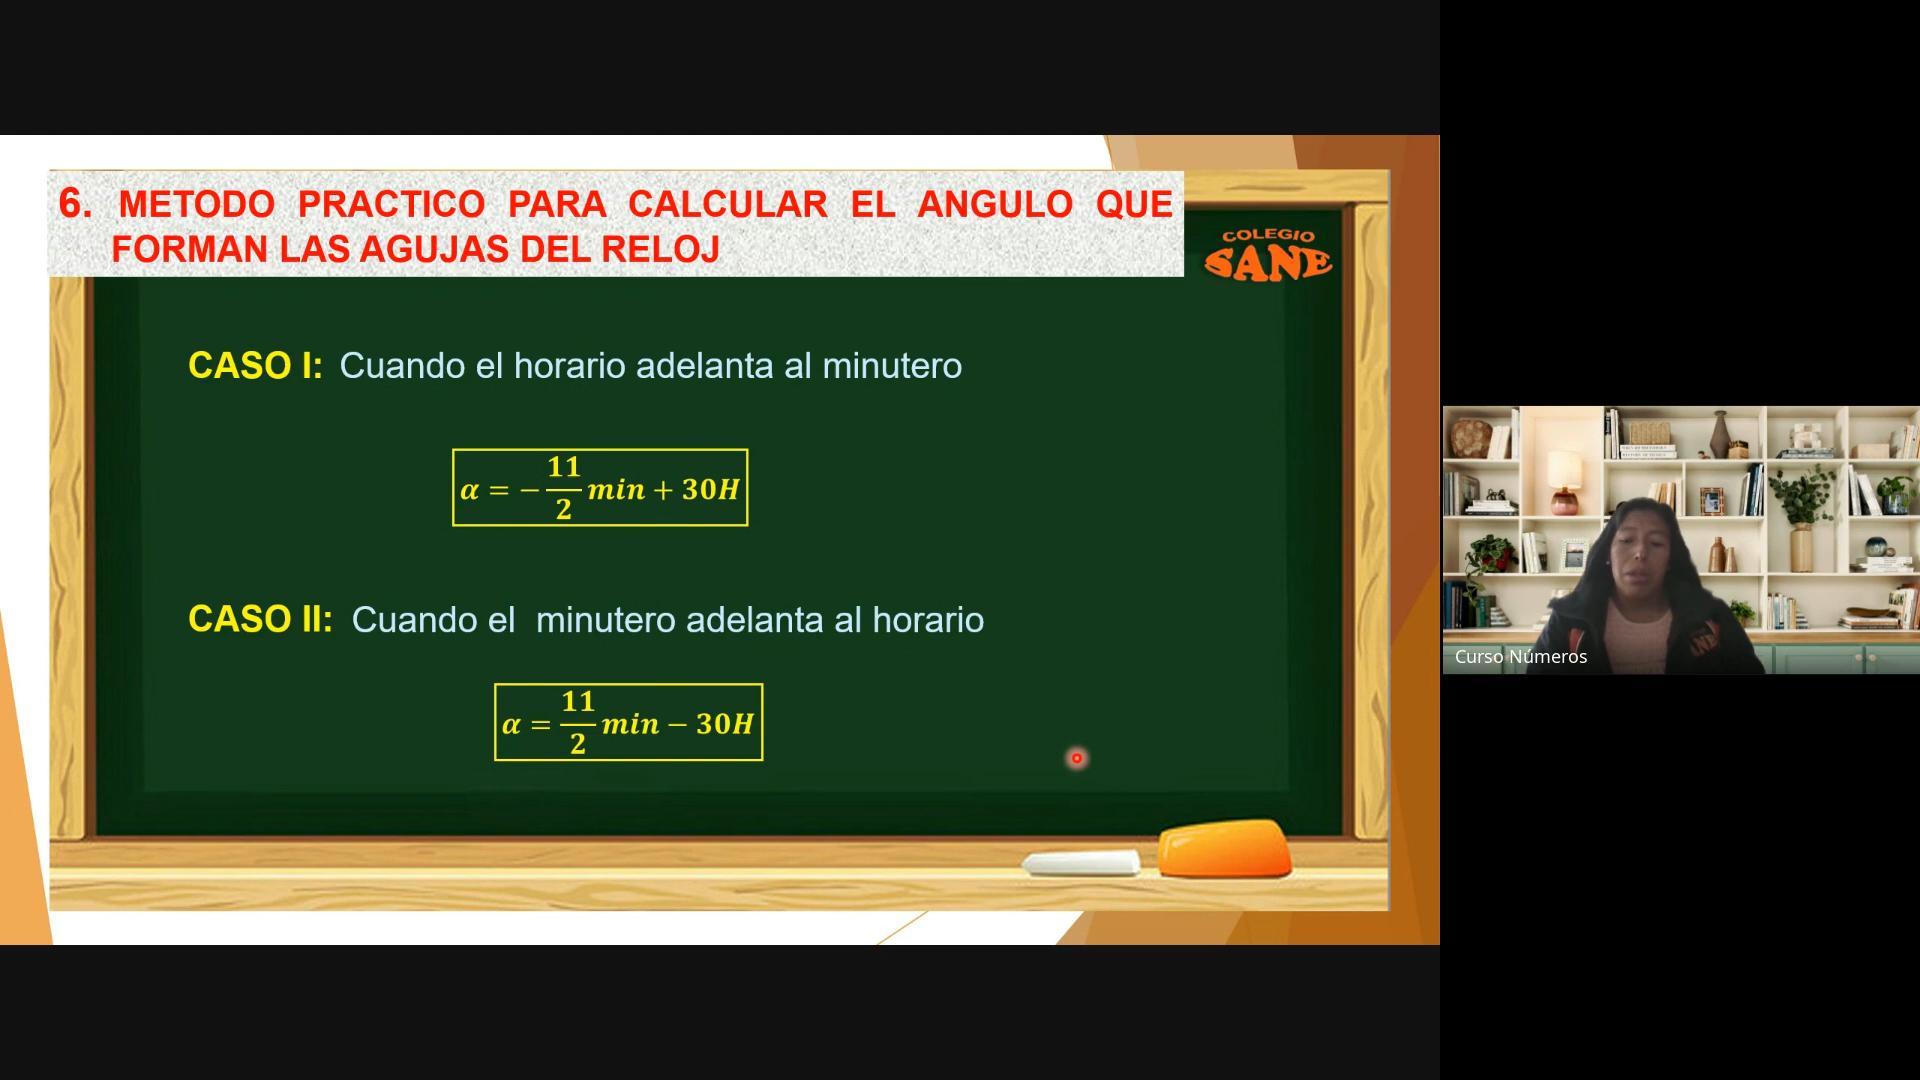 6. METODO PRACTICO PARA CALCULAR EL ANGULO QUE
FORMAN LAS AGUJAS DEL RELOJ
COLEGIO
SANE
CASO I: Cuando el horario adelanta al minutero
α = − 11/2 min + 30H
CASO II: Cuando el minutero adelanta al horario
α = 11/2 min − 30H
Curso Números